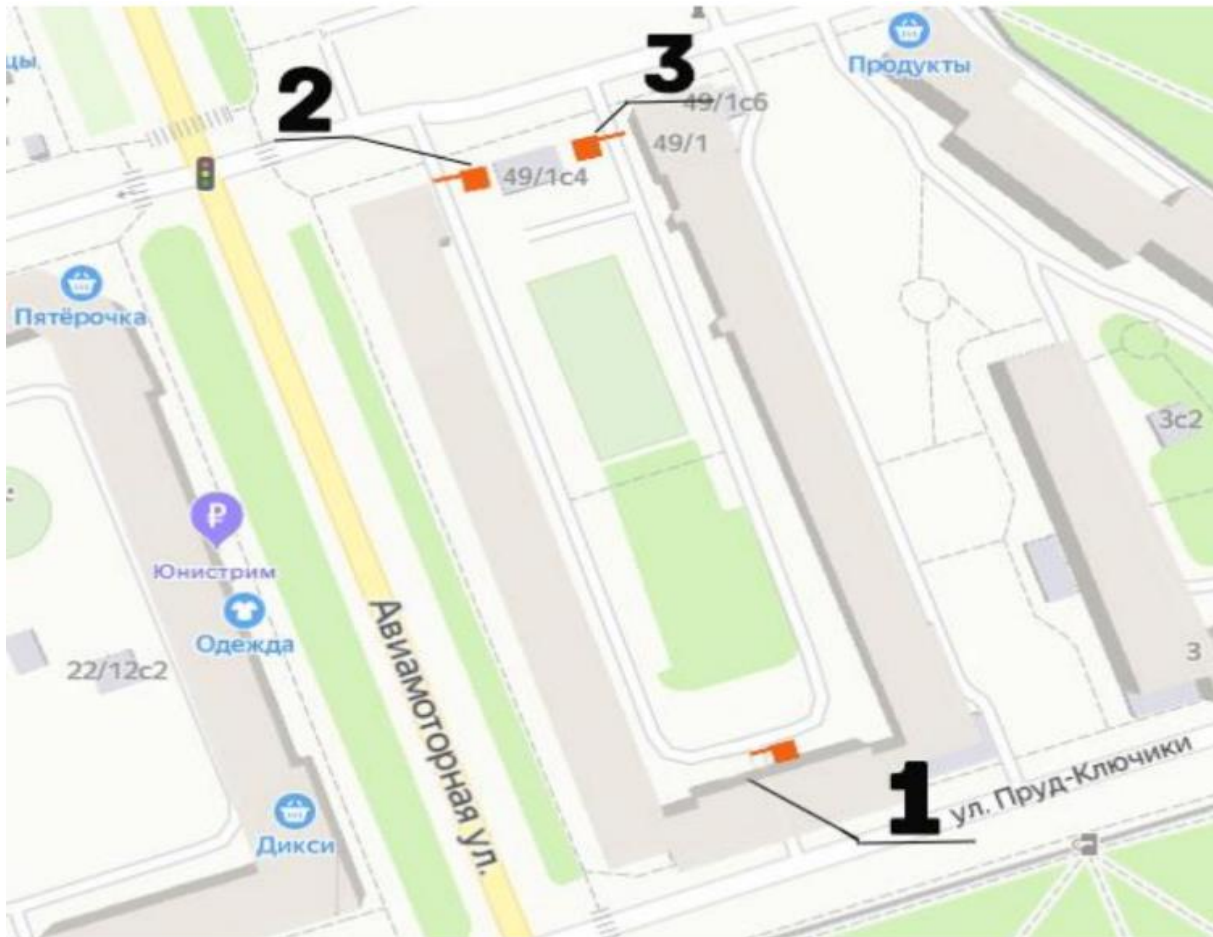 цы
2
3
Продукты
49/1с6
49/1
49/1с4
Пятёрочка
3с2
₽
Юнистрим
Одежда
22/12с2
3
Авиамоторная ул.
ул. Пруд-Ключики
1
Дикси